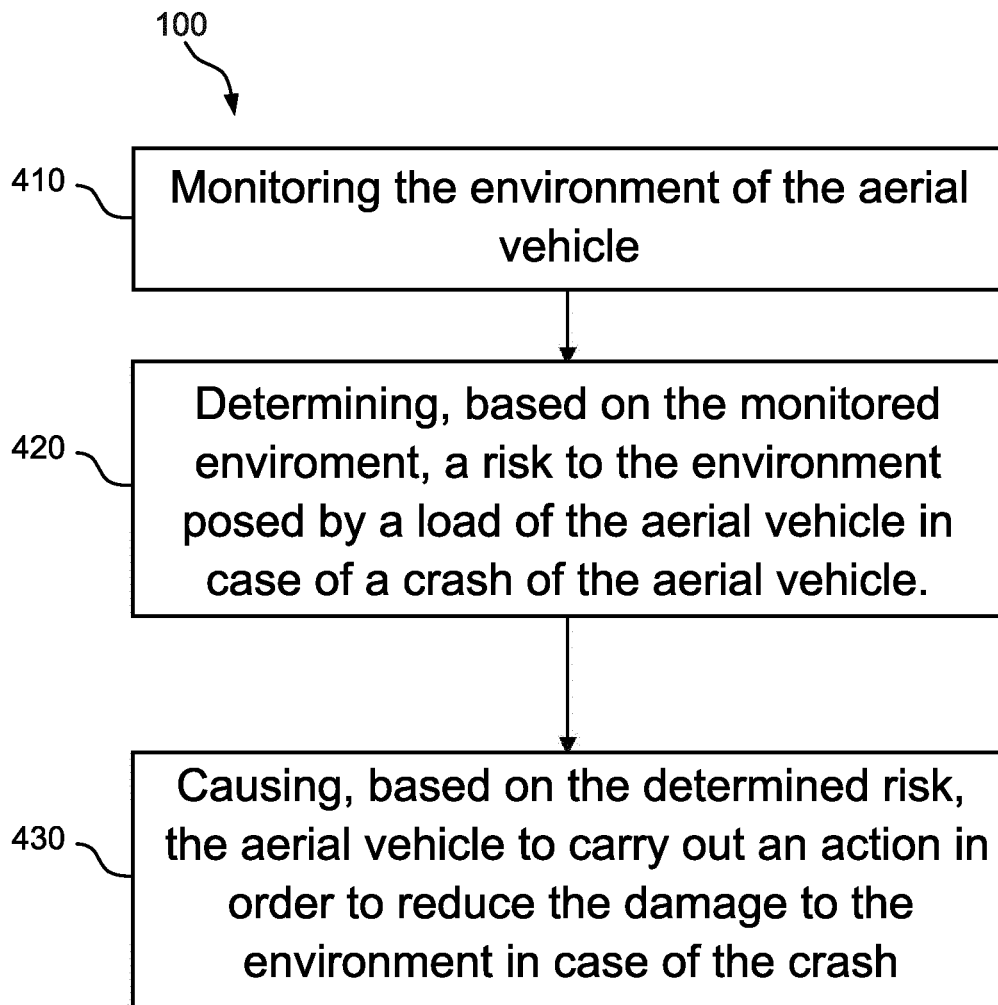 100
410
Monitoring the environment of the aerial
vehicle
420
Determining, based on the monitored
enviroment, a risk to the environment
posed by a load of the aerial vehicle in
case of a crash of the aerial vehicle.
430
Causing, based on the determined risk,
the aerial vehicle to carry out an action in
order to reduce the damage to the
environment in case of the crash